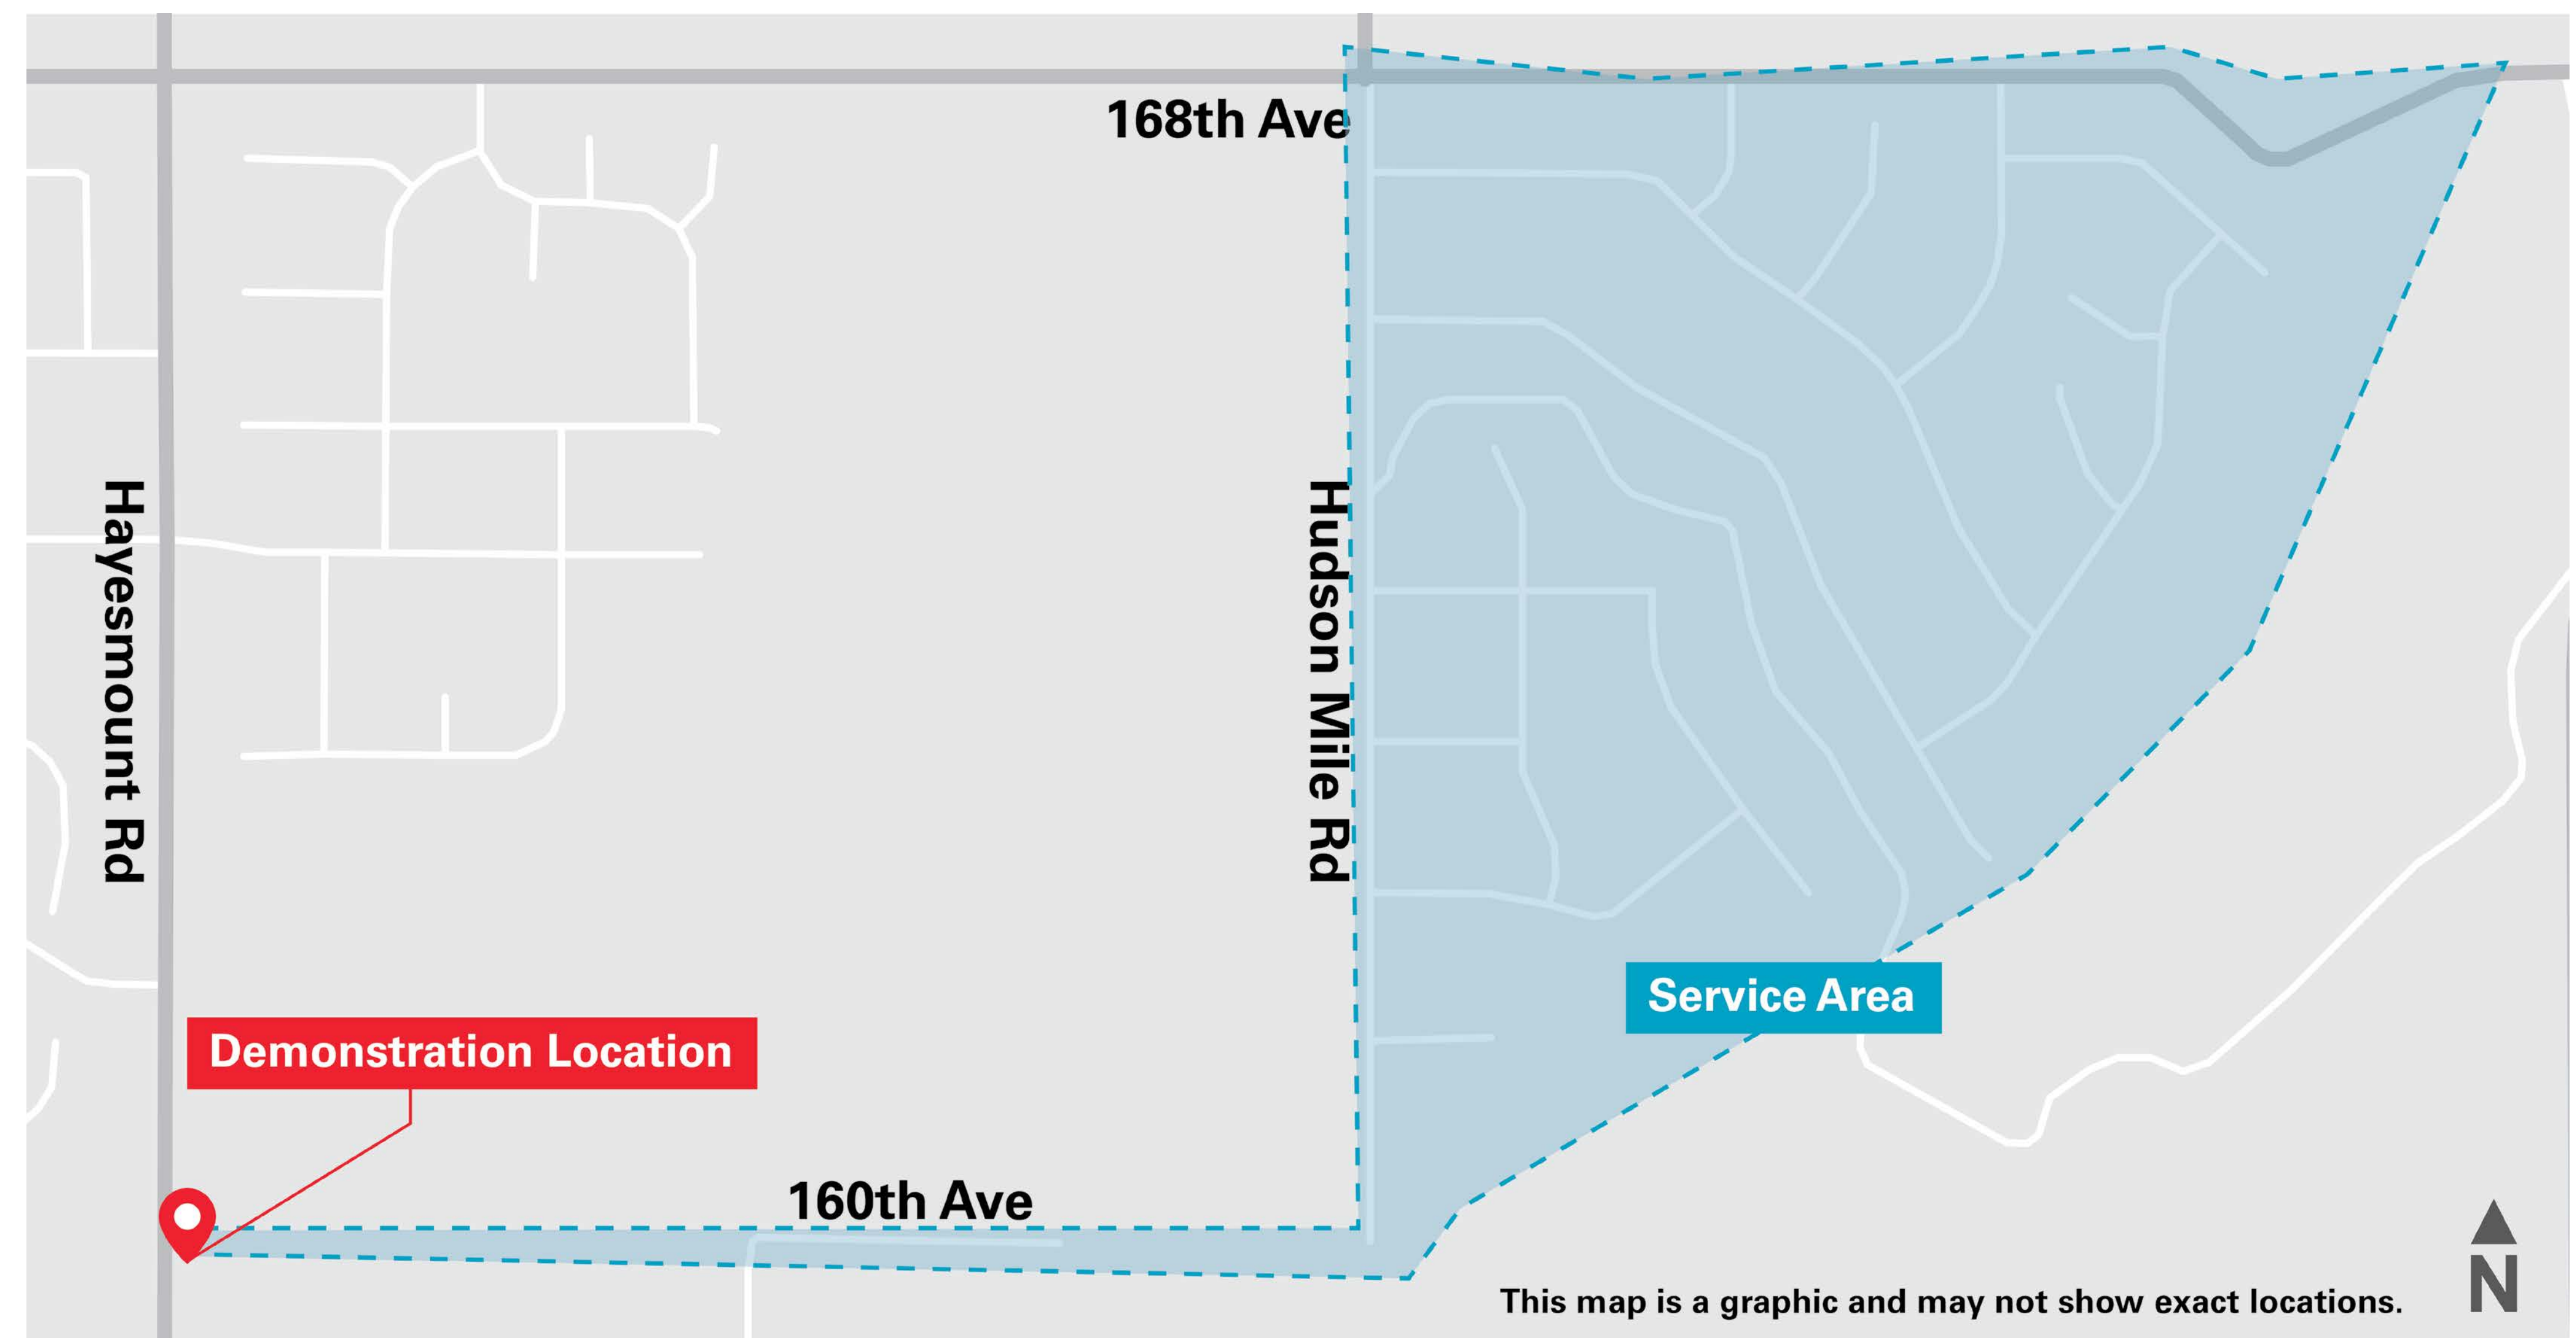 168th Ave
Hayesmount Rd
Hudson Mile Rd
Service Area
Demonstration Location
160th Ave
This map is a graphic and may not show exact locations.
N